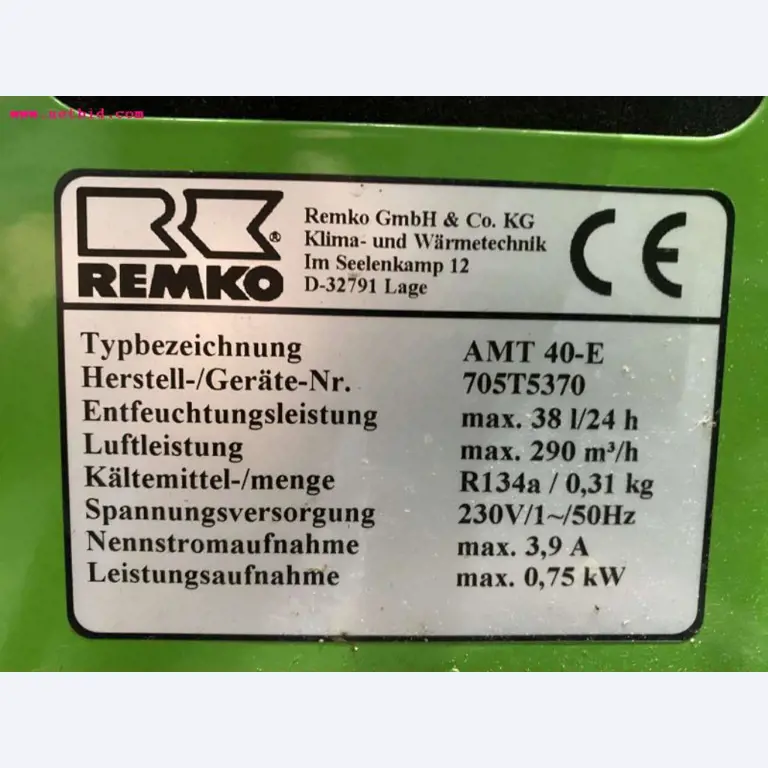 www.netbid.com
REMKO ®
Remko GmbH & Co. KG
Klima- und Wärmetechnik
Im Seelenkamp 12
D-32791 Lage
CE
Typbezeichnung AMT 40-E
Herstell-/Geräte-Nr. 705T5370
Entfeuchtungsleistung max. 38 l/24 h
Luftleistung max. 290 m³/h
Kältemittel-/menge R134a / 0,31 kg
Spannungsversorgung 230V/1~/50Hz
Nennstromaufnahme max. 3,9 A
Leistungsaufnahme max. 0,75 kW